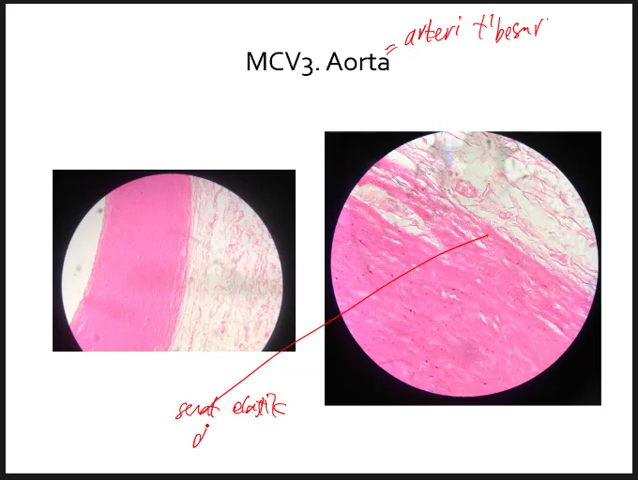 = arteri t' besar
MCV3. Aorta
serat elastik
d